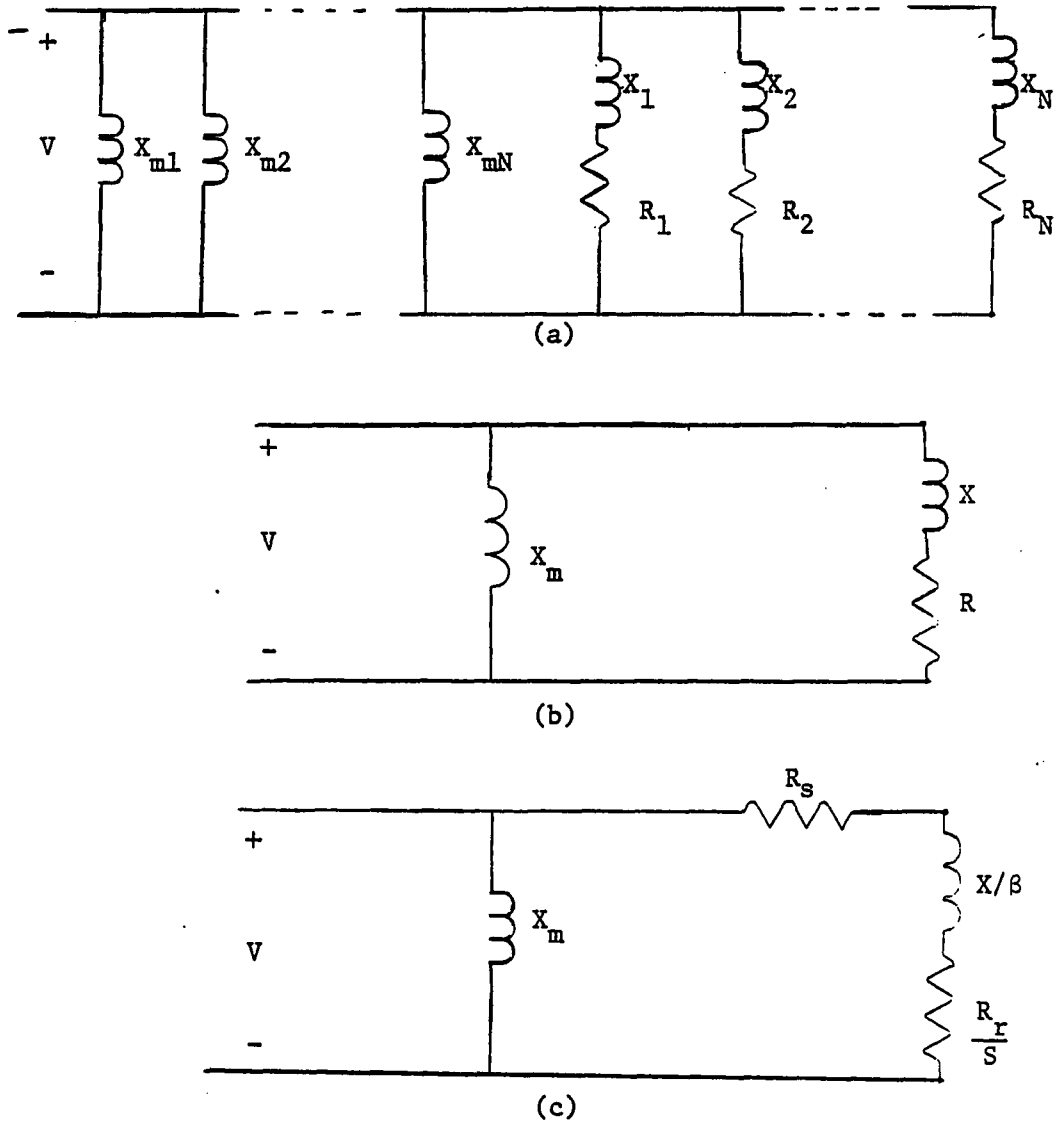 +
V
-
X_m1
X_m2
X_mN
X_1
R_1
X_2
R_2
X_N
R_N
(a)
+
V
-
X_m
X
R
(b)
+
V
-
X_m
R_s
X/β
R_r
S
(c)